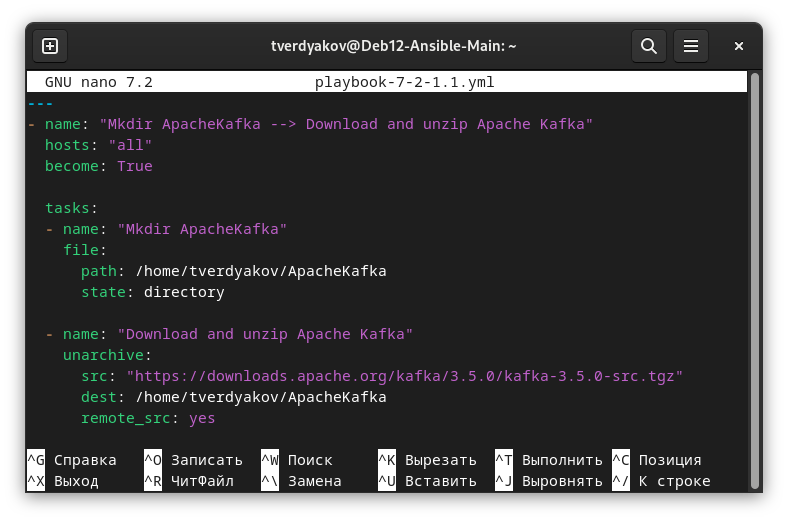 tverdyakov@Deb12-Ansible-Main: ~
GNU nano 7.2 playbook-7-2-1.1.yml
---
- name: "Mkdir ApacheKafka --> Download and unzip Apache Kafka"
  hosts: "all"
  become: True
  tasks:
  - name: "Mkdir ApacheKafka"
    file:
      path: /home/tverdyakov/ApacheKafka
      state: directory
  - name: "Download and unzip Apache Kafka"
    unarchive:
      src: "https://downloads.apache.org/kafka/3.5.0/kafka-3.5.0-src.tgz"
      dest: /home/tverdyakov/ApacheKafka
      remote_src: yes
^G Справка ^O Записать ^W Поиск ^K Вырезать ^T Выполнить ^C Позиция
^X Выход ^R ЧитФайл ^\ Замена ^U Вставить ^J Выровнять ^/ К строке